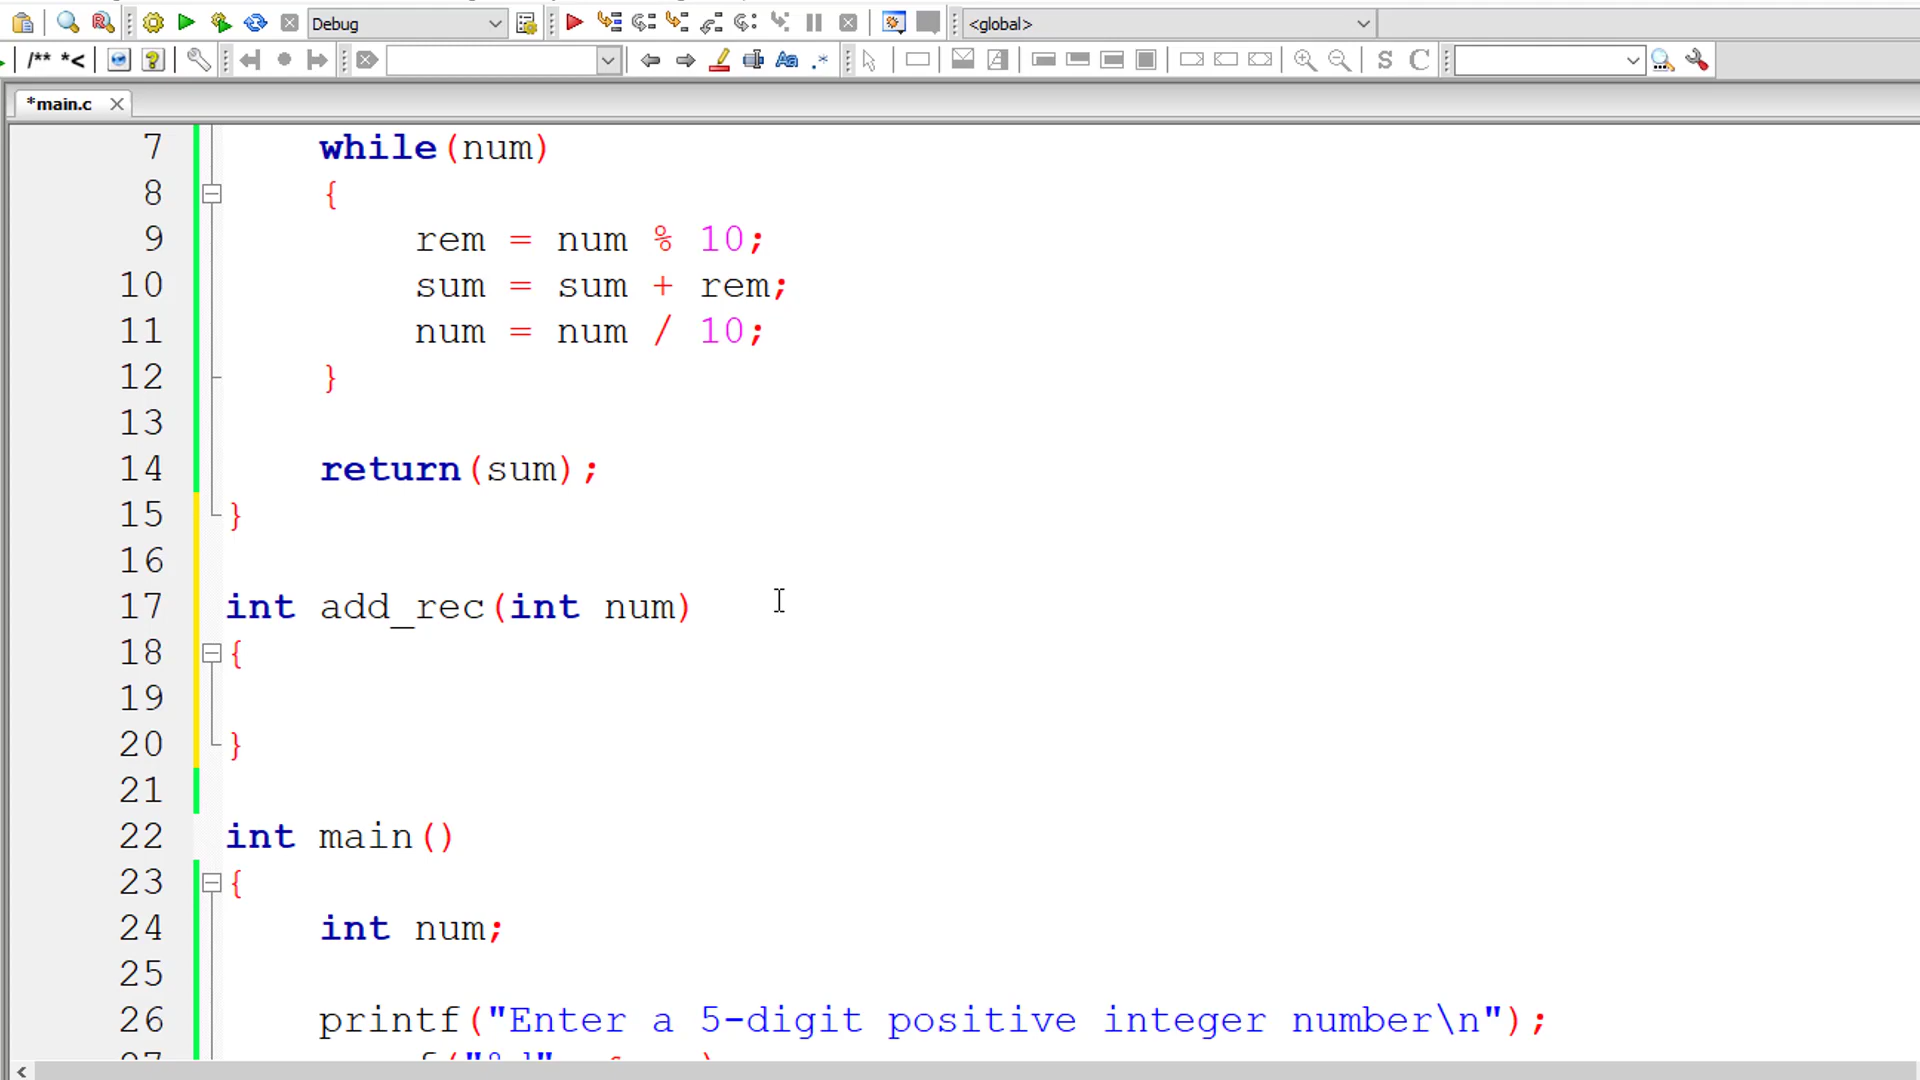 Debug
<global>
/** *<
Aa
.*
S
C
*main.c
7 while(num)
8 {
9 rem = num % 10;
10 sum = sum + rem;
11 num = num / 10;
12 }
13
14 return(sum);
15 }
16
17 int add_rec(int num)
18 {
19
20 }
21
22 int main()
23 {
24 int num;
25
26 printf("Enter a 5-digit positive integer number\n");